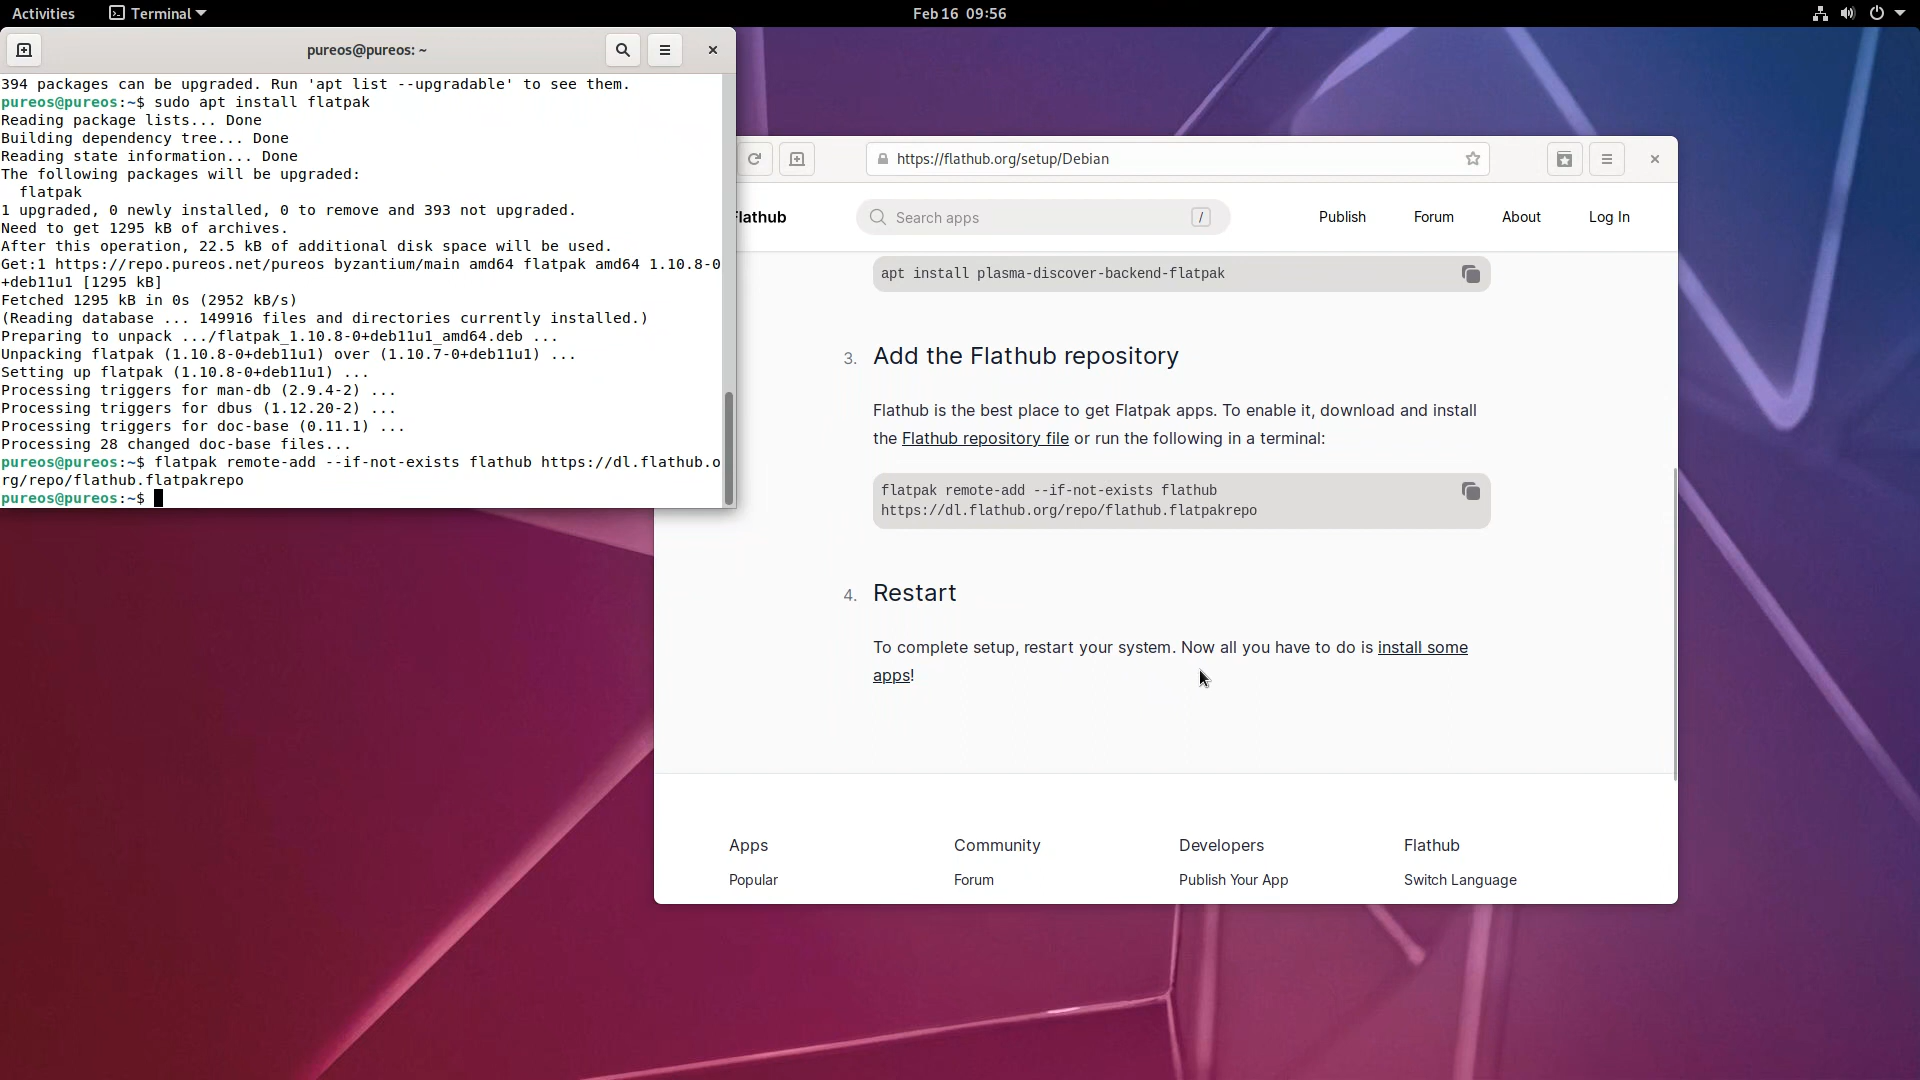 Activities
Terminal
Feb 16 09:56
pureos@pureos: ~
394 packages can be upgraded. Run 'apt list --upgradable' to see them.
pureos@pureos:~$ sudo apt install flatpak
Reading package lists... Done
Building dependency tree... Done
Reading state information... Done
The following packages will be upgraded:
flatpak
1 upgraded, 0 newly installed, 0 to remove and 393 not upgraded.
Need to get 1295 kB of archives.
After this operation, 22.5 kB of additional disk space will be used.
Get:1 https://repo.pureos.net/pureos byzantium/main amd64 flatpak amd64 1.10.8-0
+deb11u1 [1295 kB]
Fetched 1295 kB in 0s (2952 kB/s)
(Reading database ... 149916 files and directories currently installed.)
Preparing to unpack .../flatpak_1.10.8-0+deb11u1_amd64.deb ...
Unpacking flatpak (1.10.8-0+deb11u1) over (1.10.7-0+deb11u1) ...
Setting up flatpak (1.10.8-0+deb11u1) ...
Processing triggers for man-db (2.9.4-2) ...
Processing triggers for dbus (1.12.20-2) ...
Processing triggers for doc-base (0.11.1) ...
Processing 28 changed doc-base files...
pureos@pureos:~$ flatpak remote-add --if-not-exists flathub https://dl.flathub.o
rg/repo/flathub.flatpakrepo
pureos@pureos:~$
https://flathub.org/setup/Debian
Flathub
Search apps
/
Publish
Forum
About
Log In
apt install plasma-discover-backend-flatpak
3. Add the Flathub repository
Flathub is the best place to get Flatpak apps. To enable it, download and install
the Flathub repository file or run the following in a terminal:
flatpak remote-add --if-not-exists flathub
https://dl.flathub.org/repo/flathub.flatpakrepo
4. Restart
To complete setup, restart your system. Now all you have to do is install some
apps!
Apps
Community
Developers
Flathub
Popular
Forum
Publish Your App
Switch Language